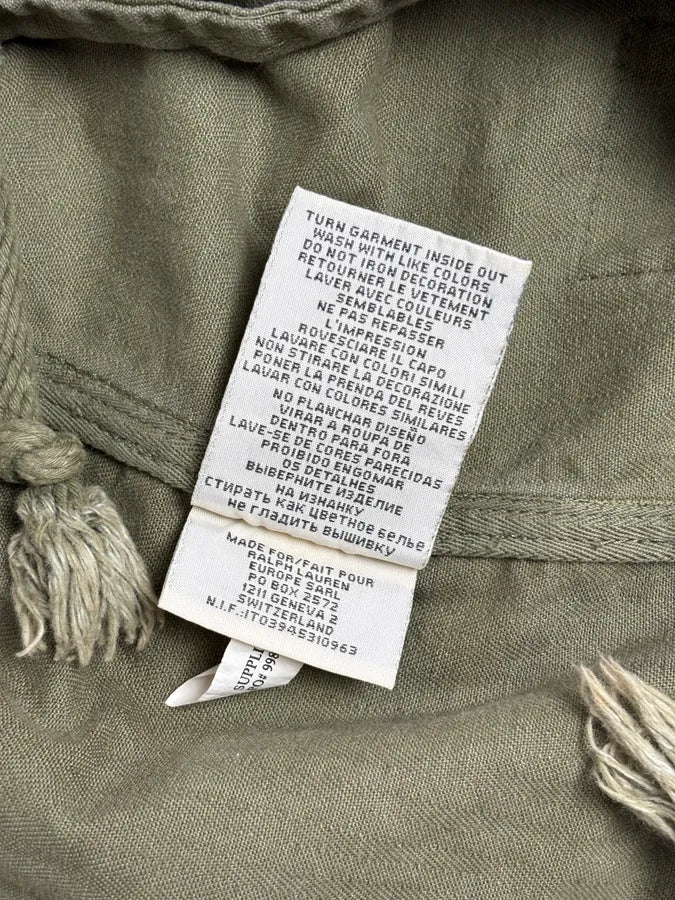 TURN GARMENT INSIDE OUT
WASH WITH LIKE COLORS
DO NOT IRON DECORATION
RETOURNER LE VETEMENT
LAVER AVEC COULEURS
SEMBLABLES
NE PAS REPASSER
L'IMPRESSION
ROVESCIARE IL CAPO
LAVARE CON COLORI SIMILI
NON STIRARE LA DECORAZIONE
PONER LA PRENDA DEL REVES
LAVAR CON COLORES SIMILARES
NO PLANCHAR DISEÑO
VIRAR A ROUPA DE
DENTRO PARA FORA
LAVE-SE DE CORES PARECIDAS
PROIBIDO ENGOMAR
OS DETALHES
ВЫВЕРНИТЕ ИЗДЕЛИЕ
НА ИЗНАНКУ
стирать как цветное белье
не гладить вышивку
MADE FOR/FAIT POUR
RALPH LAUREN
EUROPE SARL
PO BOX 2572
1211 GENEVA 2
SWITZERLAND
N.I.F.:IT03945310963
SUPPLI
PO# 998